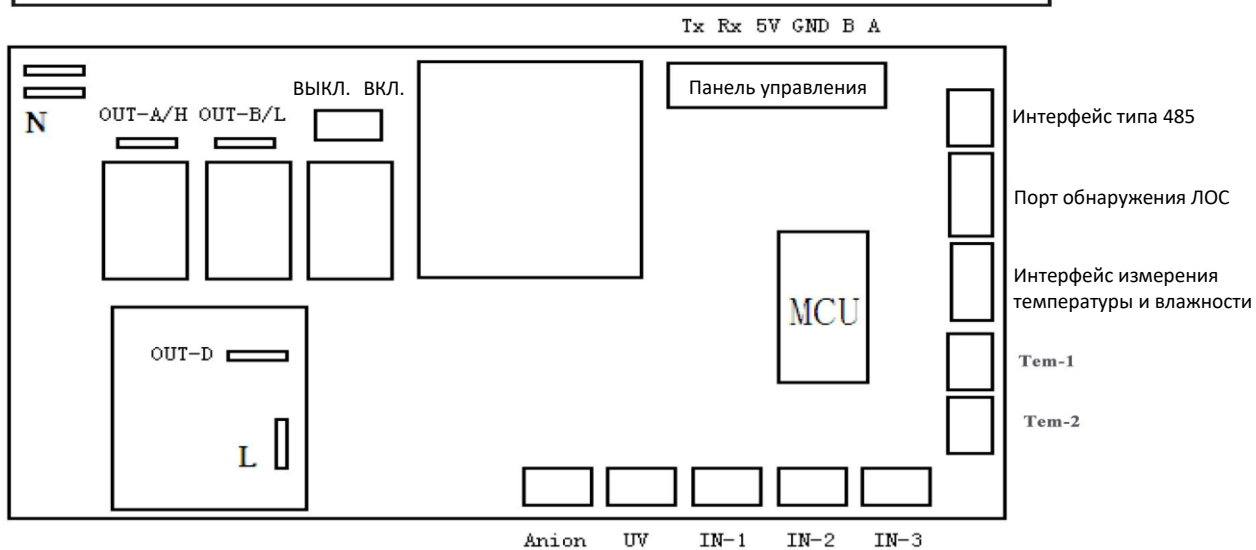 Tx Rx 5V GND B A
ВЫКЛ. ВКЛ.
Панель управления
N
OUT-A/H OUT-B/L
Интерфейс типа 485
Порт обнаружения ЛОС
Интерфейс измерения
температуры и влажности
MCU
OUT-D
Tem-1
Tem-2
L
Anion UV IN-1 IN-2 IN-3